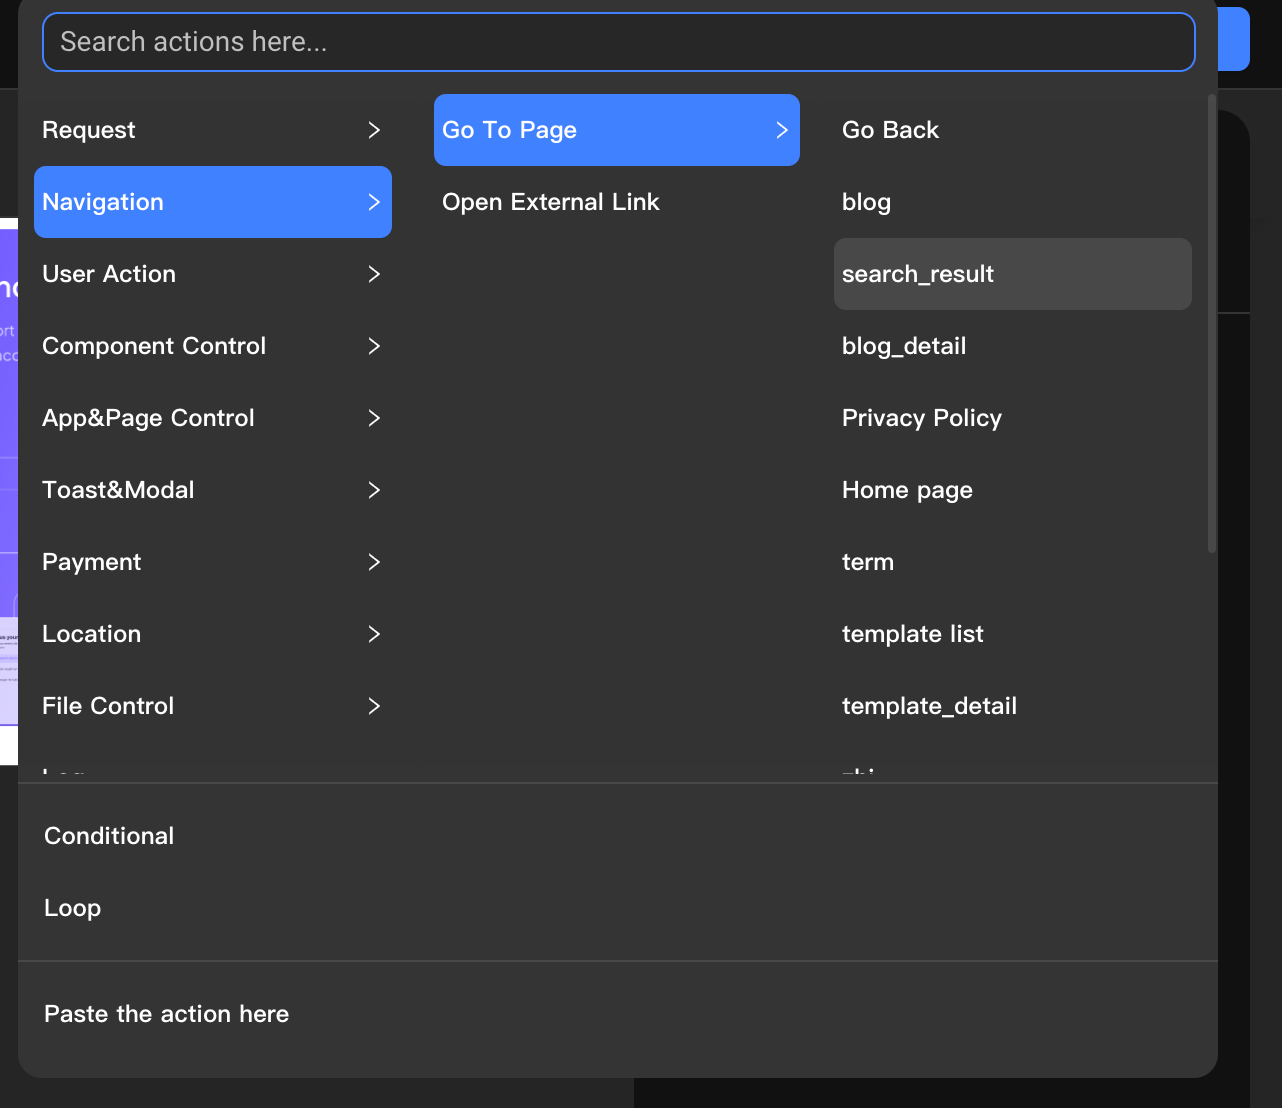 Search actions here...
Request
Navigation
User Action
Component Control
App&Page Control
Toast&Modal
Payment
Location
File Control
Go To Page
Open External Link
Go Back
blog
search_result
blog_detail
Privacy Policy
Home page
term
template list
template_detail
Conditional
Loop
Paste the action here